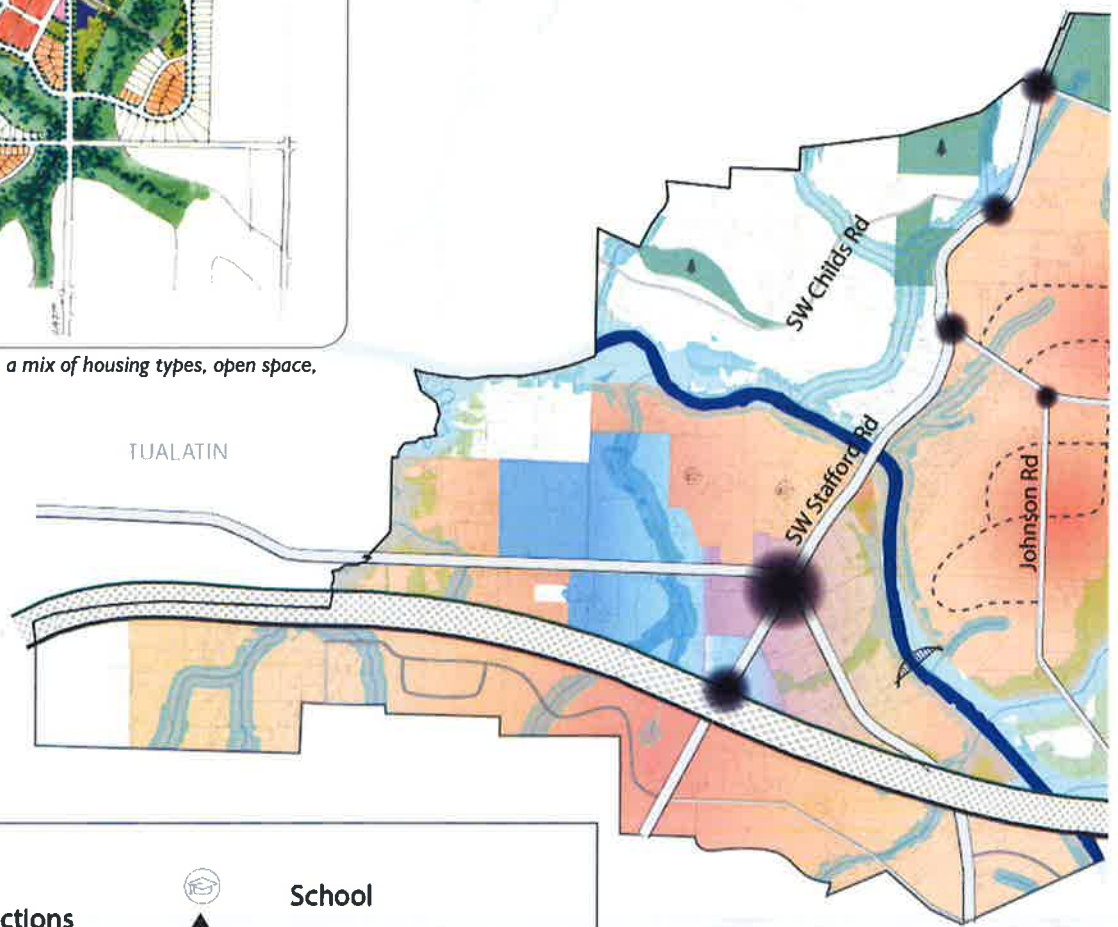 a mix of housing types, open space,
SW Childs Rd
TUALATIN
SW Stafford Rd
Johnson Rd
School
ctions